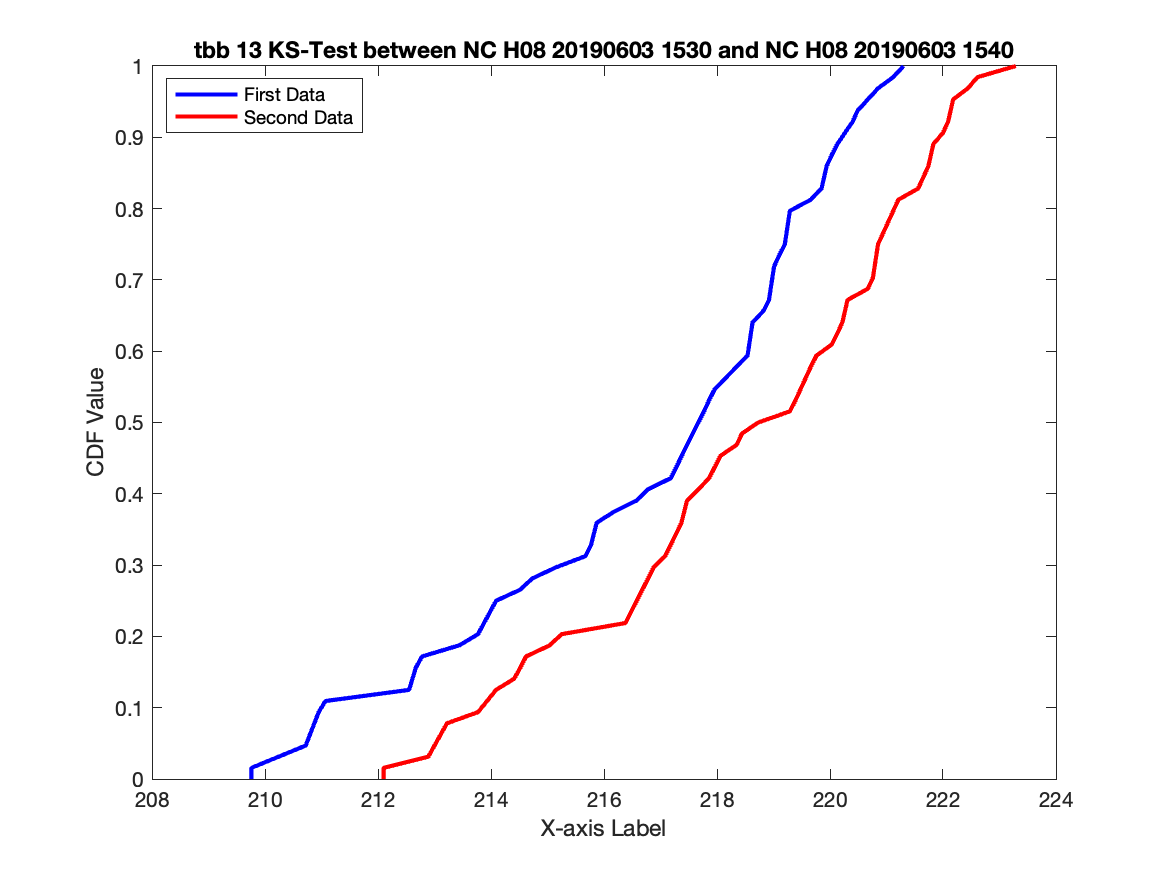 tbb 13 KS-Test between NC H08 20190603 1530 and NC H08 20190603 1540
First Data
Second Data
1
0.9
0.8
0.7
0.6
0.5
0.4
0.3
0.2
0.1
0
CDF Value
208 210 212 214 216 218 220 222 224
X-axis Label